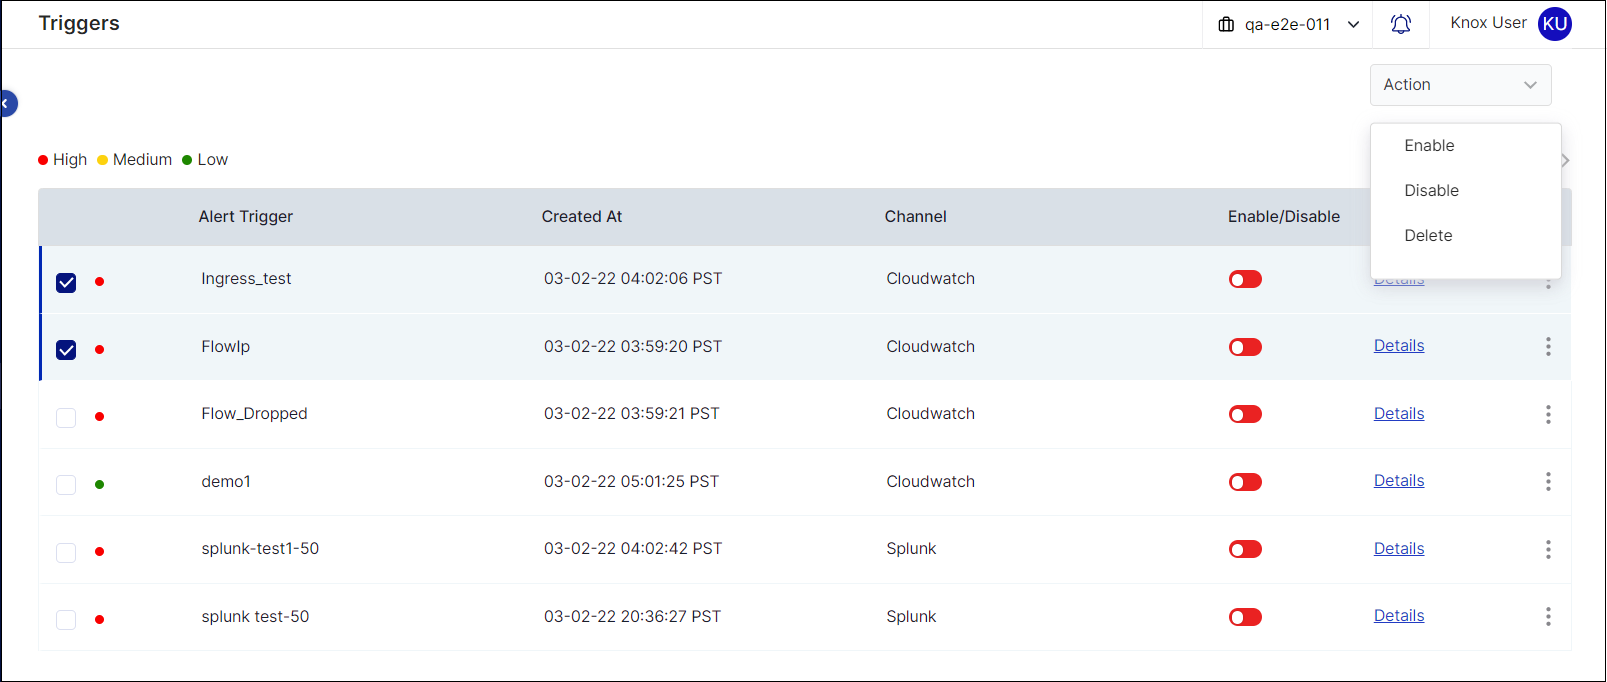 Triggers qa-e2e-011 Knox User KU
Action
Enable
High Medium Low
Disable
Alert Trigger Created At Channel Enable/Disable
Delete
Ingress_test 03-02-22 04:02:06 PST Cloudwatch Details
FlowIp 03-02-22 03:59:20 PST Cloudwatch Details
Flow_Dropped 03-02-22 03:59:21 PST Cloudwatch Details
demo1 03-02-22 05:01:25 PST Cloudwatch Details
splunk-test1-50 03-02-22 04:02:42 PST Splunk Details
splunk test-50 03-02-22 20:36:27 PST Splunk Details